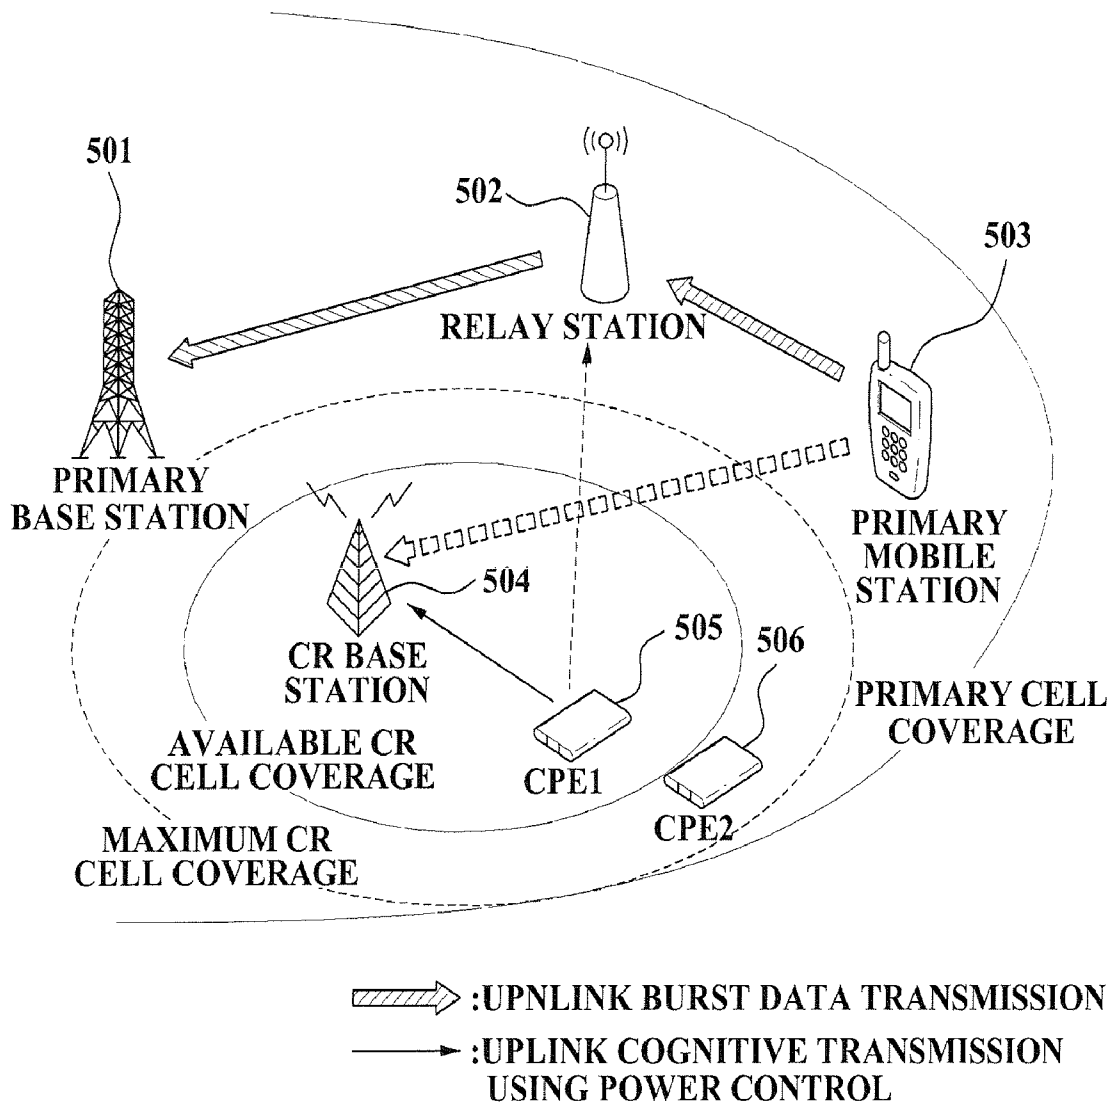 501
502
503
RELAY STATION
PRIMARY
BASE STATION
PRIMARY
MOBILE
STATION
504
CR BASE
STATION
505
506
PRIMARY CELL
COVERAGE
AVAILABLE CR
CELL COVERAGE
CPE1
CPE2
MAXIMUM CR
CELL COVERAGE
:UPNLINK BURST DATA TRANSMISSION
:UPLINK COGNITIVE TRANSMISSION
USING POWER CONTROL